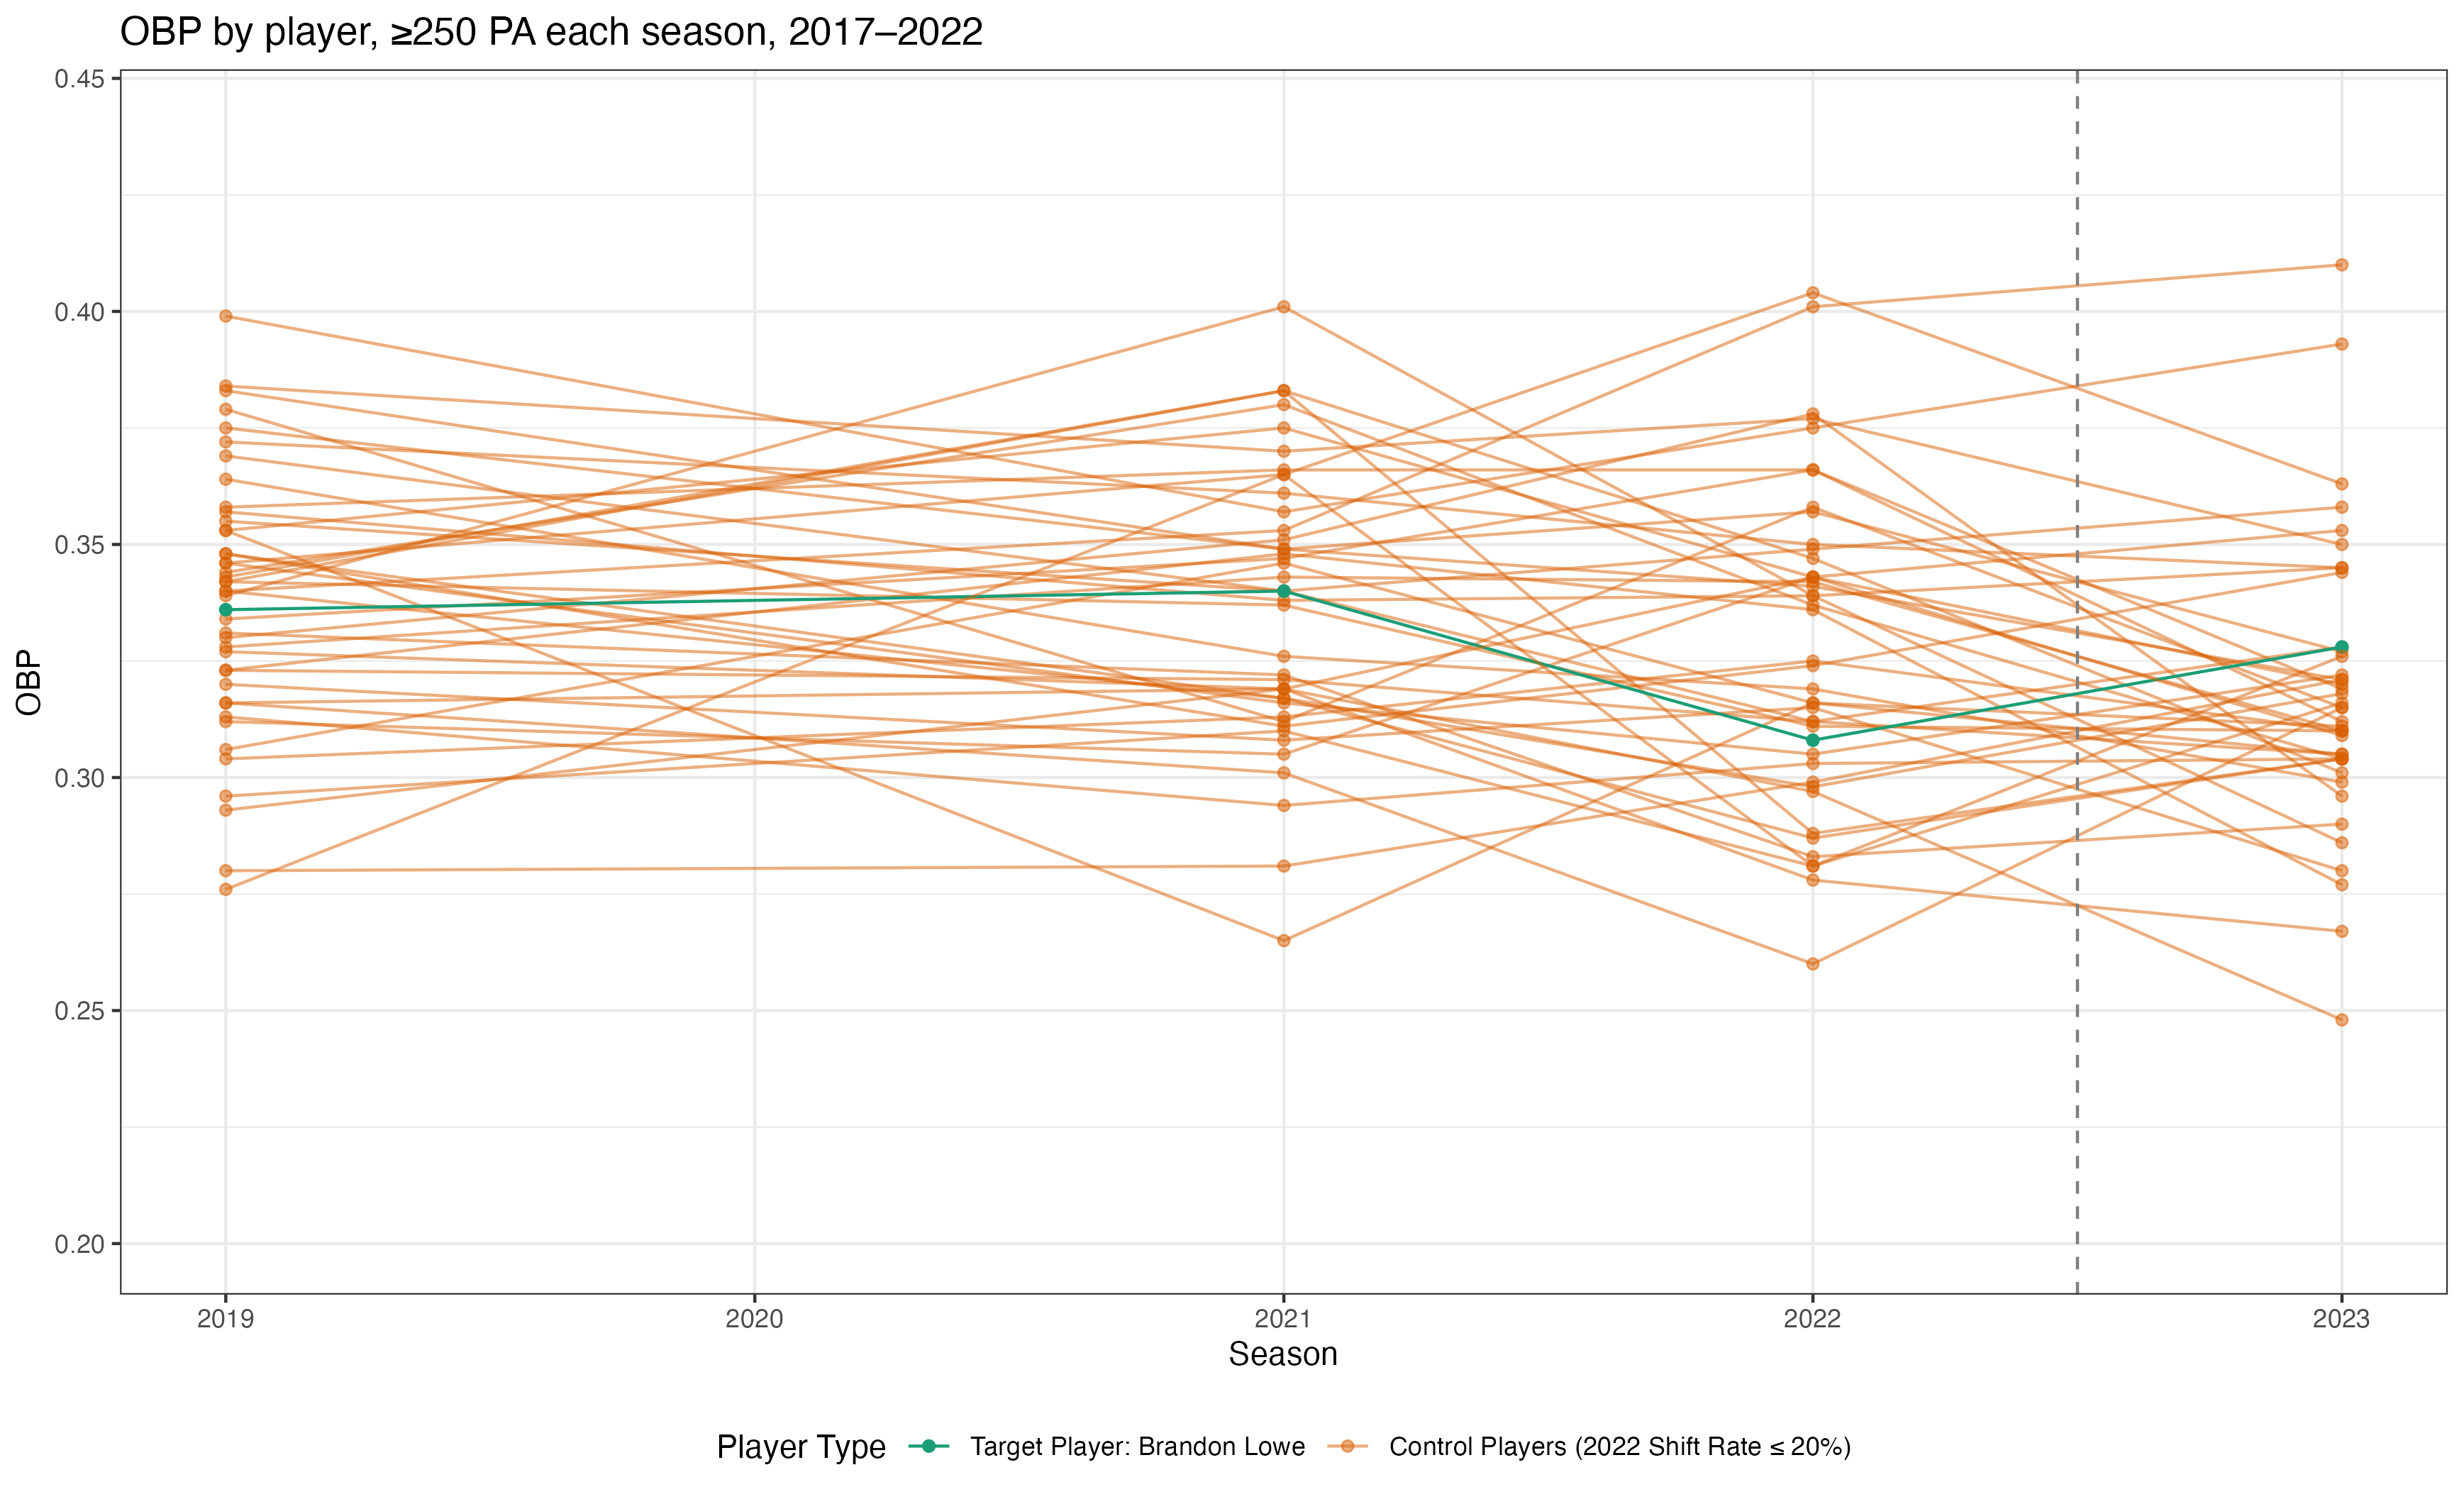 OBP by player, ≥250 PA each season, 2017–2022
0.45
0.40
0.35
0.30
0.25
0.20
OBP
2019 2020 2021 2022 2023
Season
Player Type Target Player: Brandon Lowe Control Players (2022 Shift Rate ≤ 20%)